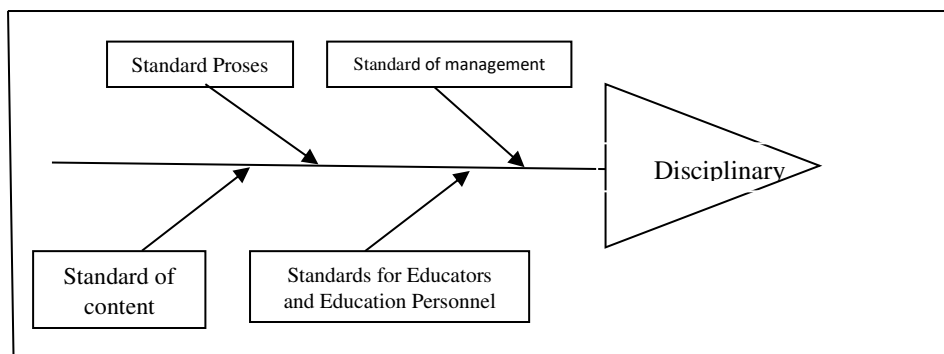 Standard Proses
Standard of management
Disciplinary
Standard of
content
Standards for Educators
and Education Personnel